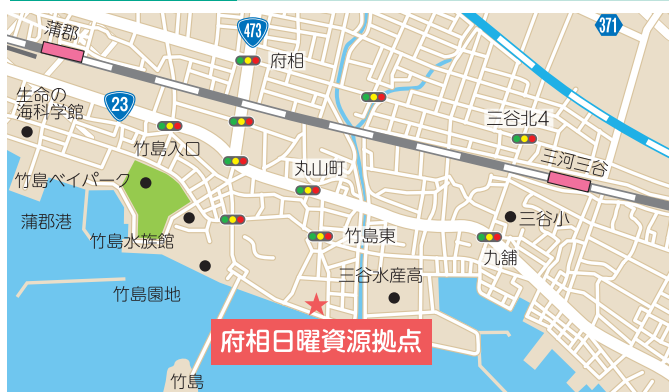 蒲郡
473
府相
371
生命の
海科学館
23
竹島入口
三谷北4
三河三谷
竹島ベイパーク
丸山町
蒲郡港
竹島水族館
竹島東
三谷小
九舗
竹島園地
三谷水産高
府相日曜資源拠点
竹島